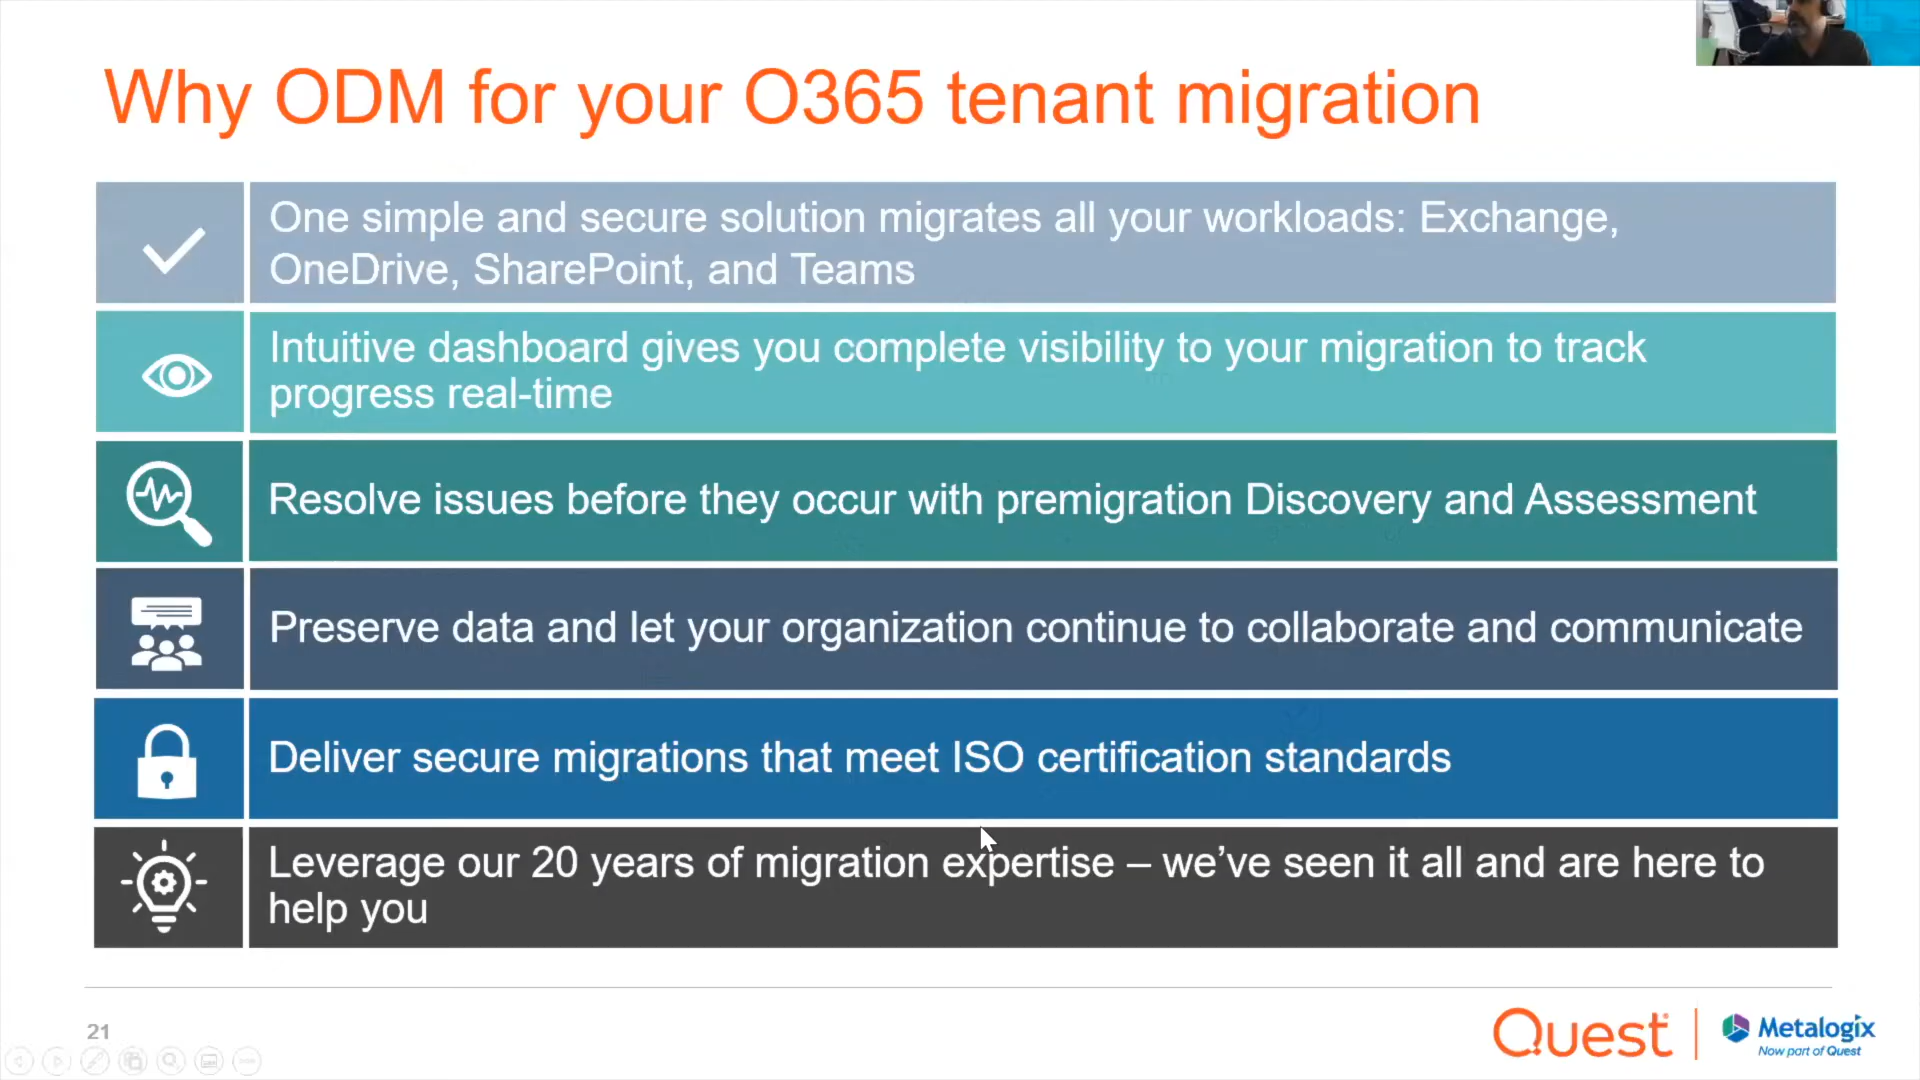 Why ODM for your O365 tenant migration
One simple and secure solution migrates all your workloads: Exchange,
OneDrive, SharePoint, and Teams
Intuitive dashboard gives you complete visibility to your migration to track
progress real-time
Resolve issues before they occur with premigration Discovery and Assessment
Preserve data and let your organization continue to collaborate and communicate
Deliver secure migrations that meet ISO certification standards
Leverage our 20 years of migration expertise – we’ve seen it all and are here to
help you
21
Quest
Metalogix
Now part of Quest